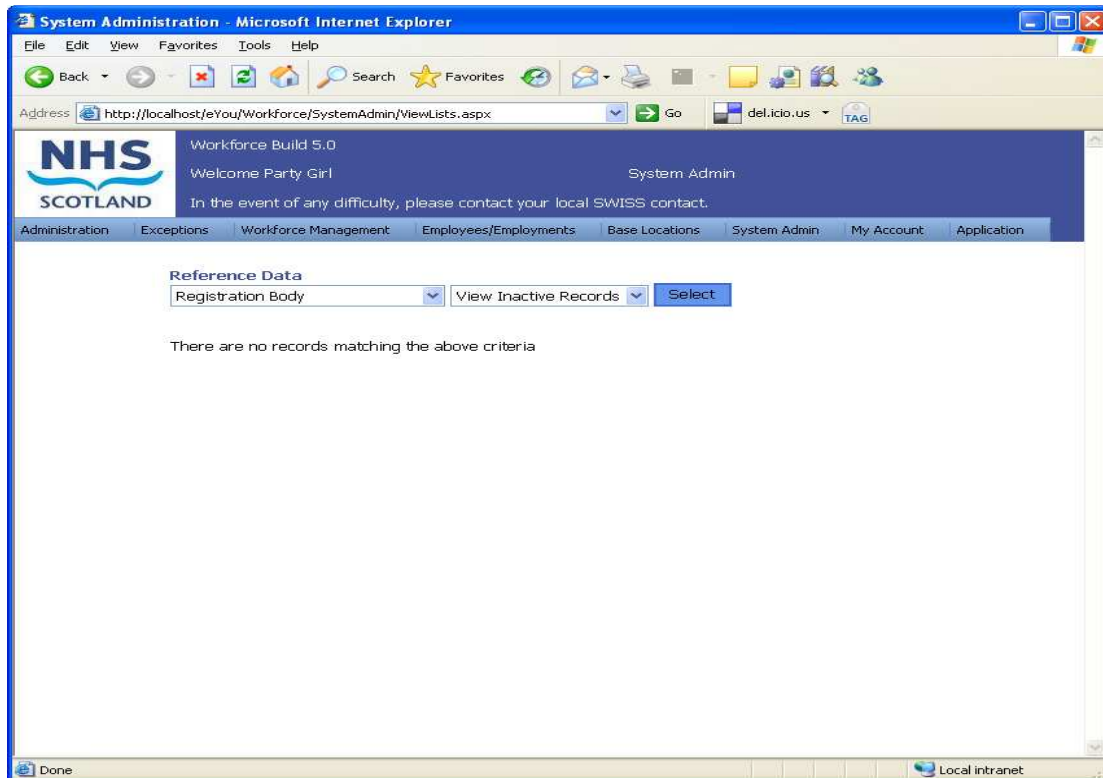 System Administration - Microsoft Internet Explorer
File Edit View Favorites Tools Help
Back Search Favorites
Address http://localhost/eYou/Workforce/SystemAdmin/ViewLists.aspx Go del.icio.us TAG
NHS
SCOTLAND
Workforce Build 5.0
Welcome Party Girl System Admin
In the event of any difficulty, please contact your local SWISS contact.
Administration Exceptions Workforce Management Employees/Employments Base Locations System Admin My Account Application
Reference Data
Registration Body View Inactive Records Select
There are no records matching the above criteria
Done Local intranet